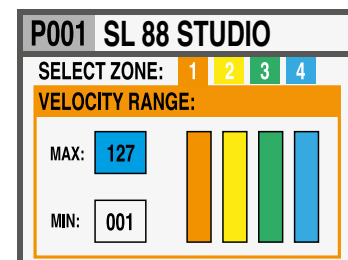 P001 SL 88 STUDIO
SELECT ZONE: 1 2 3 4
VELOCITY RANGE:
MAX: 127
MIN: 001